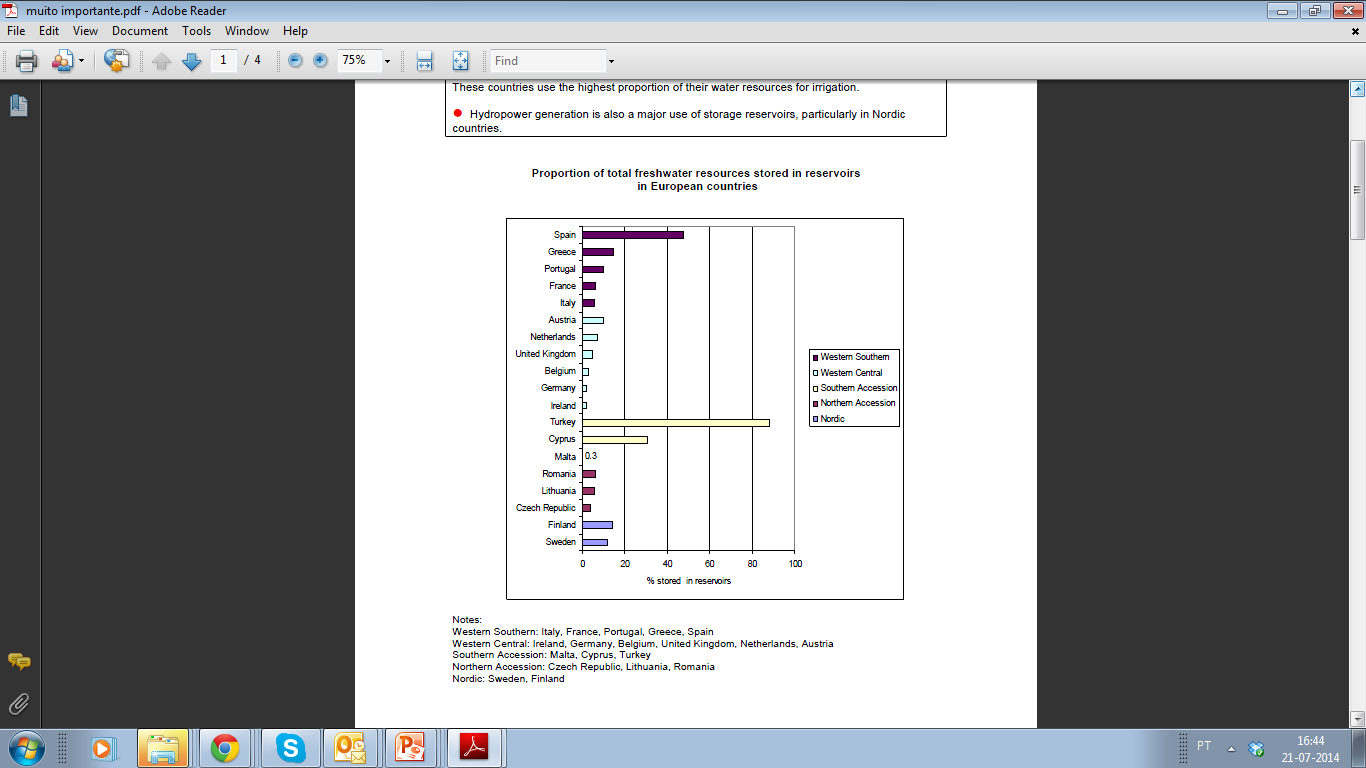 muito importante.pdf - Adobe Reader
File Edit View Document Tools Window Help
1 / 4 75% Find
These countries use the highest proportion of their water resources for irrigation.
Hydropower generation is also a major use of storage reservoirs, particularly in Nordic
countries.
Proportion of total freshwater resources stored in reservoirs
in European countries
Spain
Greece
Portugal
France
Italy
Austria
Netherlands
United Kingdom
Belgium
Germany
Ireland
Turkey
Cyprus
Malta 0.3
Romania
Lithuania
Czech Republic
Finland
Sweden
0 20 40 60 80 100
% stored in reservoirs
Western Southern
Western Central
Southern Accession
Northern Accession
Nordic
Notes:
Western Southern: Italy, France, Portugal, Greece, Spain
Western Central: Ireland, Germany, Belgium, United Kingdom, Netherlands, Austria
Southern Accession: Malta, Cyprus, Turkey
Northern Accession: Czech Republic, Lithuania, Romania
Nordic: Sweden, Finland
PT 16:44
21-07-2014